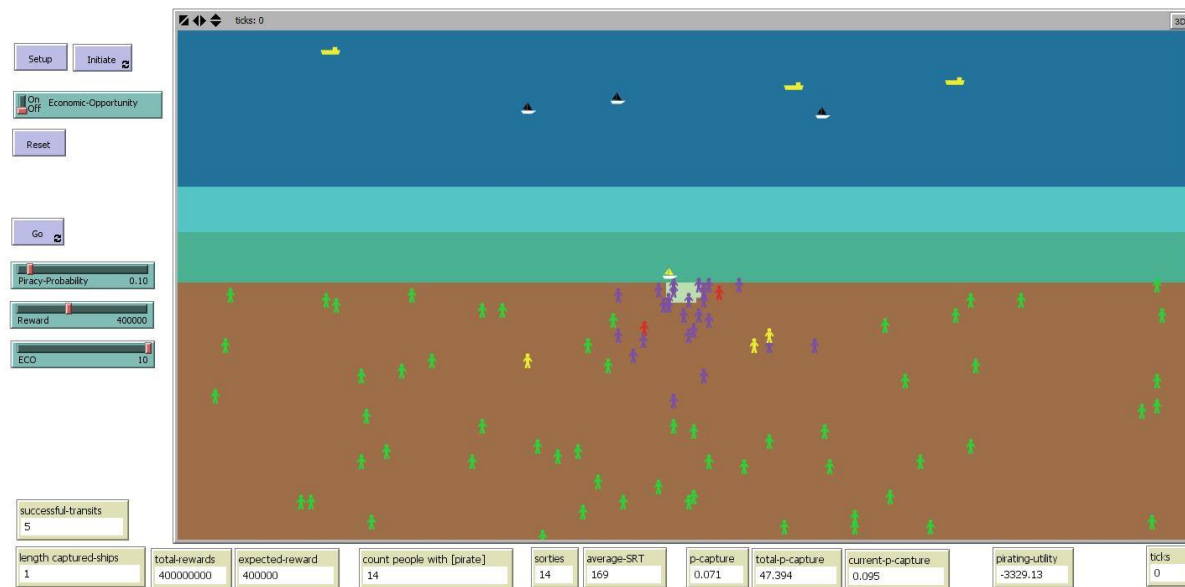 ticks: 0
3D
Setup
Initiate
On
Off
Economic-Opportunity
Reset
Go
Piracy-Probability 0.10
Reward 400000
ECO 10
successful-transits
5
length captured-ships
1
total-rewards
400000000
expected-reward
400000
count people with [pirate]
14
sorties
14
average-SRT
169
p-capture
0.071
total-p-capture
47.394
current-p-capture
0.095
pirating-utility
-3329.13
ticks
0